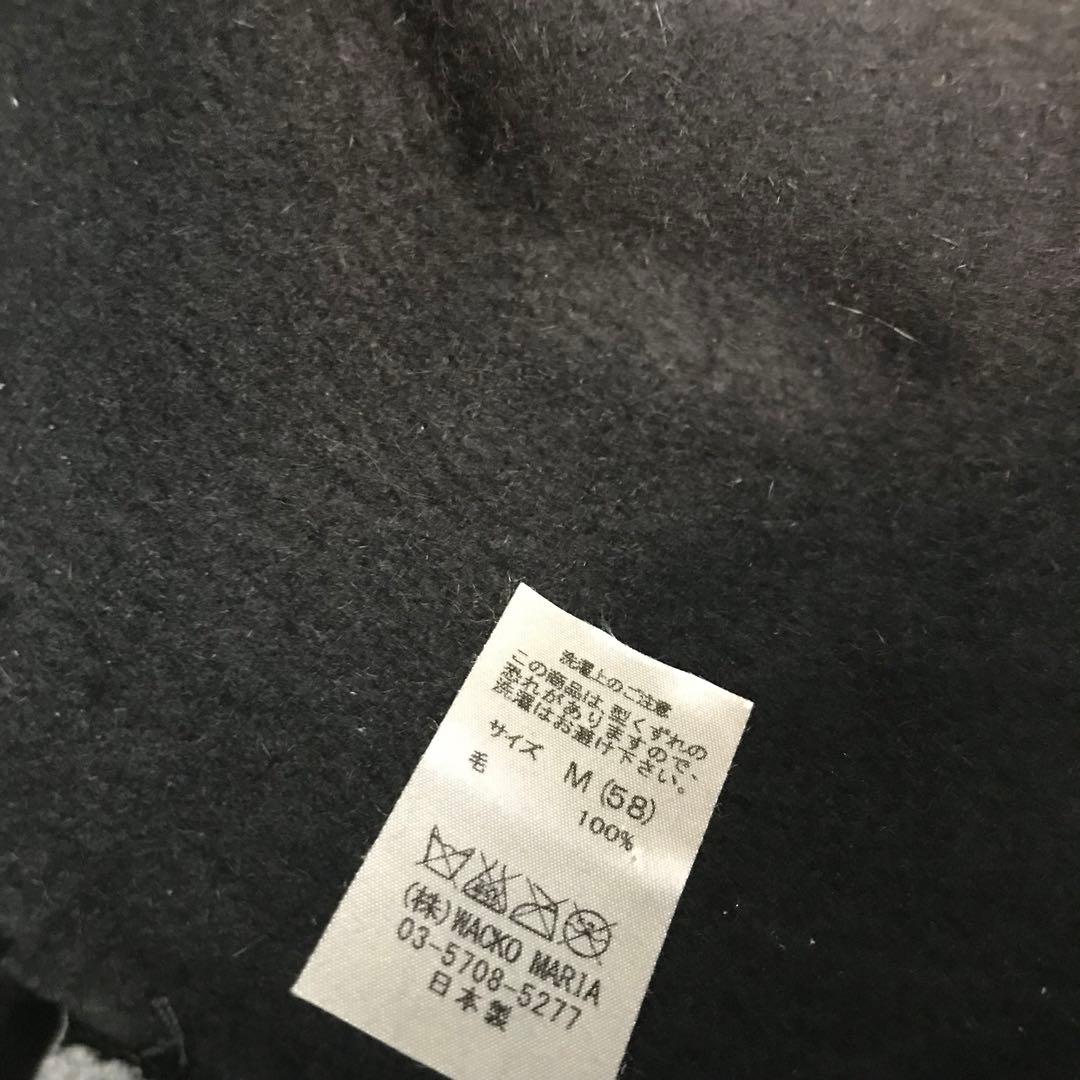 洗濯上のご注意
この商品は、型くずれの
恐れがありますので、
洗濯はお避け下さい。
サイズ M (58)
毛 100%
(株)WACKO MARIA
03-5708-5277
日本製